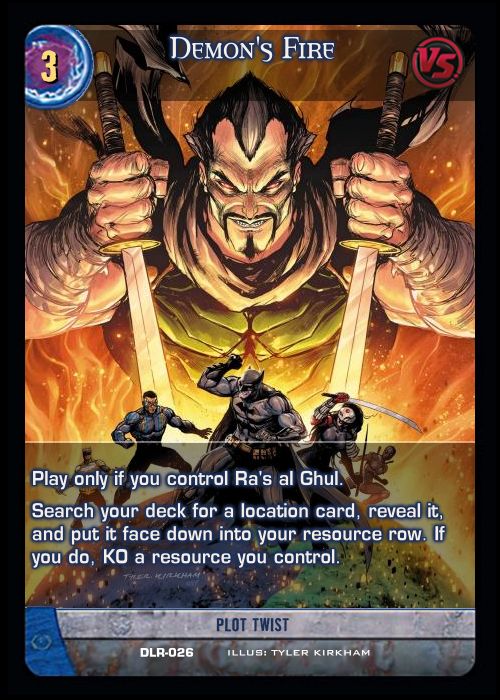 3
Demon's Fire
VS
Play only if you control Ra's al Ghul.
Search your deck for a location card, reveal it,
and put it face down into your resource row. If
you do, KO a resource you control.
TYLER KIRKHAM
PLOT TWIST
DLR-026 ILLUS: TYLER KIRKHAM